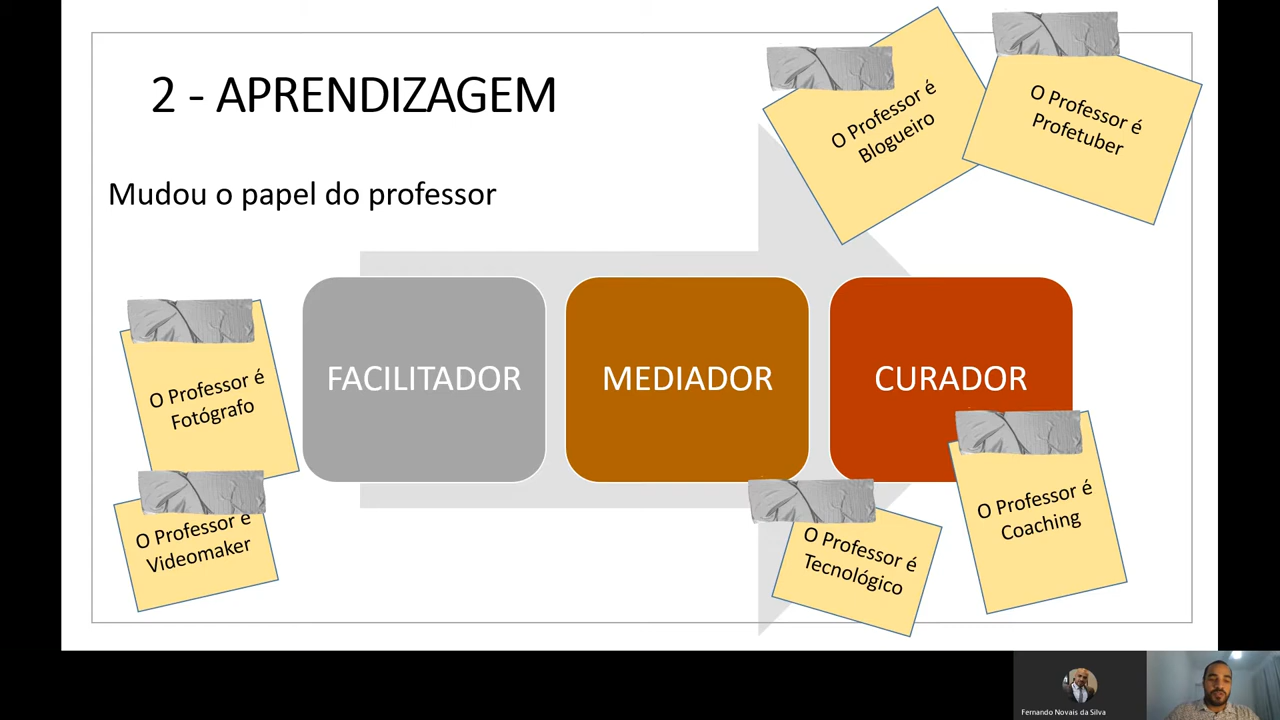 2 - APRENDIZAGEM
Mudou o papel do professor
O Professor é
Blogueiro
O Professor é
Profetuber
FACILITADOR
MEDIADOR
CURADOR
O Professor é
Fotógrafo
O Professor é
Videomaker
O Professor é
Tecnológico
O Professor é
Coaching
Fernando Novais da Silva